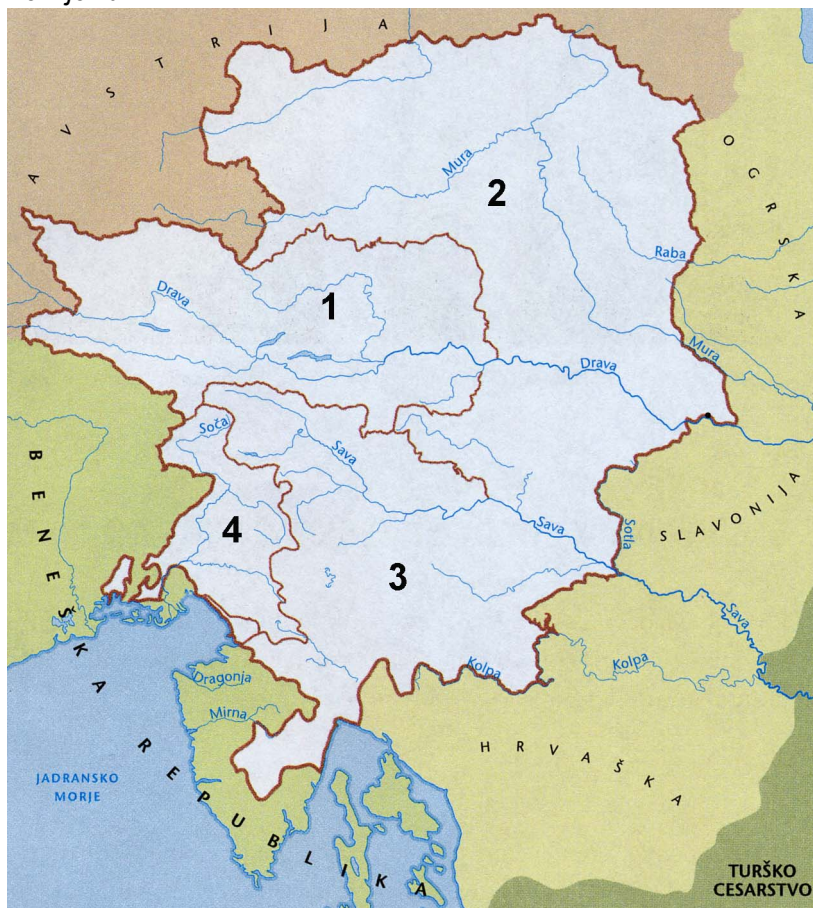 AVSTRIJA
Mura
2
OGRSKA
Raba
1
Drava
Mura
Drava
Soča
Sava
BENEŠKA REPUBLIKA
4
3
Sava
Sotla
SLAVONIJA
Sava
Kolpa
Kolpa
Dragonja
Mirna
HRVAŠKA
JADRANSKO
MORJE
TURŠKO
CESARSTVO